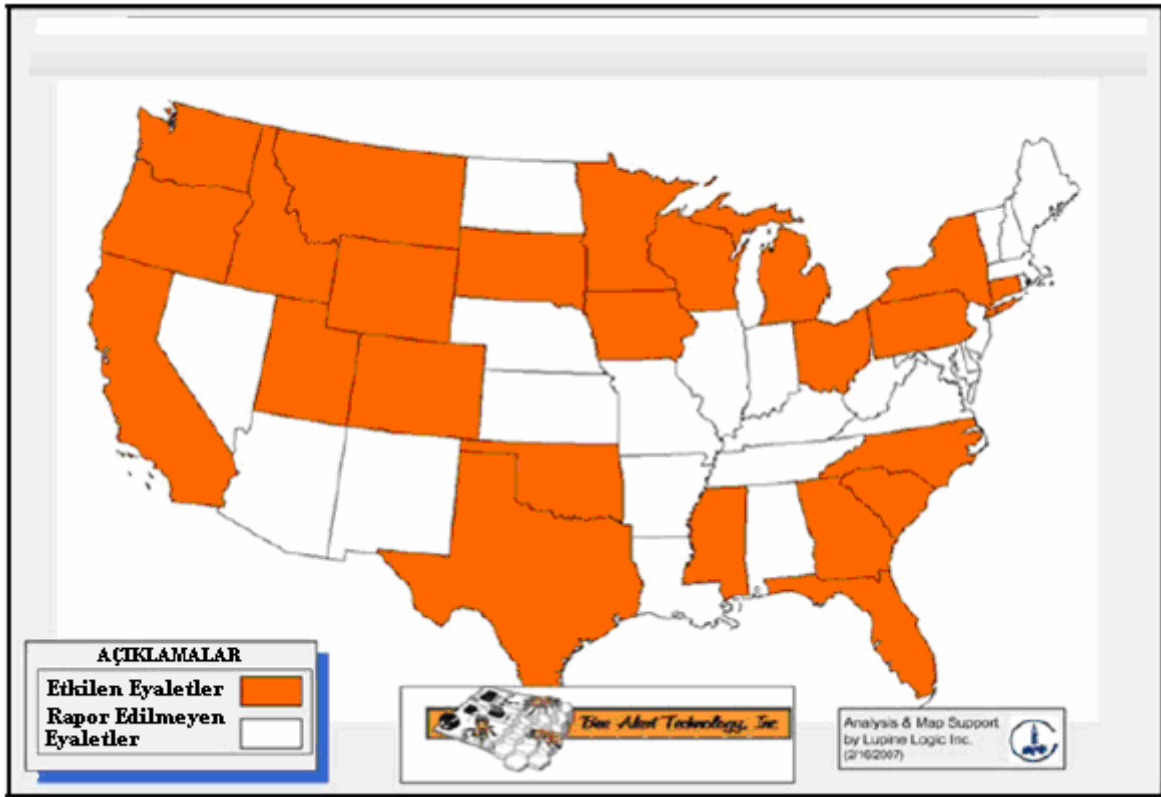 AÇIKLAMALAR
Etkilen Eyaletler
Rapor Edilmeyen
Eyaletler
Bee Alert Technology, Inc
Analysis & Map Support
by Lupine Logic Inc.
(2/16/2007)